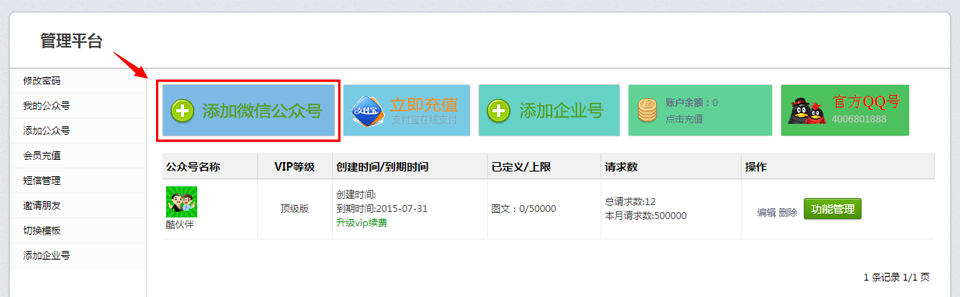 管理平台
修改密码
我的公众号
添加公众号
会员充值
短信管理
邀请朋友
切换模板
添加企业号
添加微信公众号
支付宝
立即充值
支付宝在线支付
添加企业号
账户余额：0
点击充值
官方QQ号
4006801888
公众号名称 VIP等级 创建时间/到期时间 已定义/上限 请求数 操作
酷伙伴
顶级版
创建时间:
到期时间:2015-07-31
升级vip续费
图文：0/50000
总请求数:12
本月请求数:500000
编辑 删除 功能管理
1 条记录 1/1 页